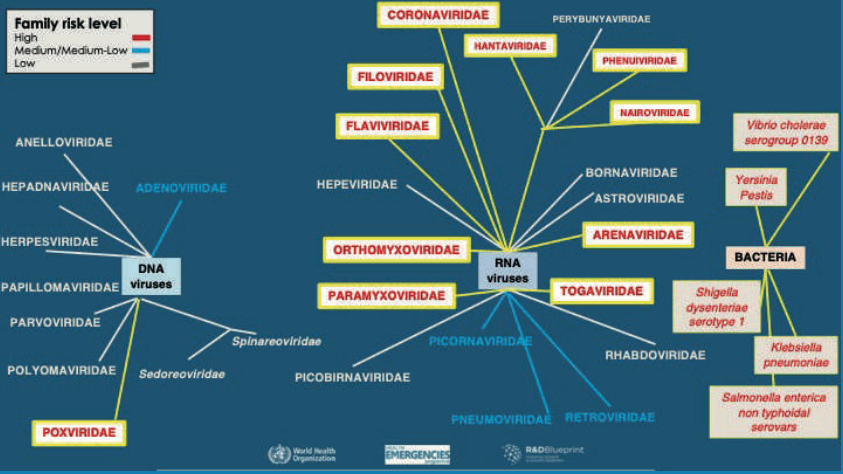 Family risk level
High
Medium/Medium-Low
Low
CORONAVIRIDAE
PERYBUNYAVIRIDAE
HANTAVIRIDAE
PHENUIVIRIDAE
FILOVIRIDAE
NAIROVIRIDAE
FLAVIVIRIDAE
Vibrio cholerae
serogroup 0139
ANELLOVIRIDAE
HEPADNAVIRIDAE
ADENOVIRIDAE
HEPEVIRIDAE
BORNAVIRIDAE
ASTROVIRIDAE
Yersinia
Pestis
HERPESVIRIDAE
ORTHOMYXOVIRIDAE
ARENAVIRIDAE
DNA
viruses
RNA
viruses
BACTERIA
PAPILLOMAVIRIDAE
PARAMYXOVIRIDAE
TOGAVIRIDAE
Shigella
dysenteriae
serotype 1
PARVOVIRIDAE
Spinareoviridae
PICORNAVIRIDAE
RHABDOVIRIDAE
Klebsiella
pneumoniae
POLYOMAVIRIDAE
Sedoreoviridae
PICOBIRNAVIRIDAE
Salmonella enterica
non typhoidal
serovars
POXVIRIDAE
PNEUMOVIRIDAE
RETROVIRIDAE
World Health
Organization
HEALTH
EMERGENCIES
programme
R&DBlueprint